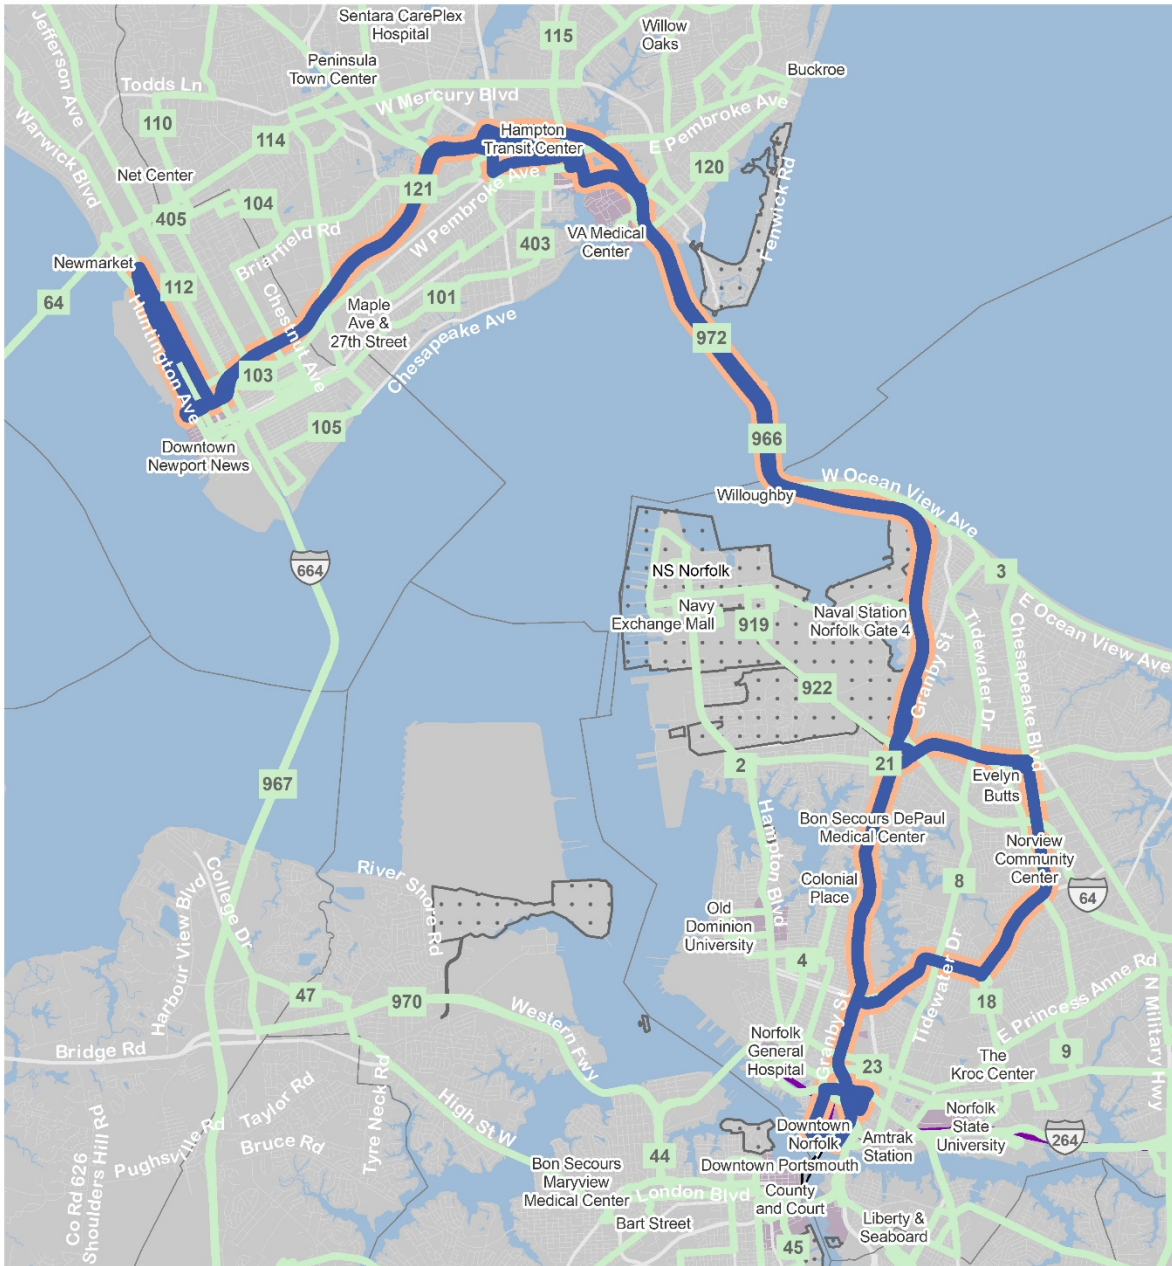 Sentara CarePlex
Hospital
115
Willow
Oaks
Jefferson Ave
Peninsula
Town Center
Buckroe
Todds Ln
W Mercury Blvd
Warwick Blvd
110
114
Hampton
Transit Center
E Pembroke Ave
120
Net Center
121
W Pembroke Ave
Fenwick Rd
104
405
Briarfield Rd
403
VA Medical
Center
Newmarket
112
64
101
Maple
Ave &
27th Street
Chestnut Ave
Huntington Ave
Chesapeake Ave
972
103
105
966
Downtown
Newport News
W Ocean View Ave
Willoughby
664
NS Norfolk
3
Navy
Exchange Mall
919
Naval Station
Norfolk Gate 4
E Ocean View Ave
Tidewater Dr
Chesapeake Blvd
Granby St
922
2
21
967
Evelyn
Butts
Bon Secours DePaul
Medical Center
Hampton Blvd
Norview
Community
Center
River Shore Rd
College Dr
Harbour View Blvd
Colonial
Place
8
64
Old
Dominion
University
4
Tidewater Dr
47
970
18
E Princess Anne Rd
N Military Hwy
Western Fwy
Granby St
Bridge Rd
Norfolk
General
Hospital
23
9
The
Kroc Center
Taylor Rd
Tyre Neck Rd
High St W
Norfolk
State
University
Pughsville Rd
Bruce Rd
Downtown
Norfolk
Amtrak
Station
264
Co Rd 626
Shoulders Hill Rd
44
Downtown Portsmouth
Bon Secours
Maryview
Medical Center
London Blvd
County
and Court
Bart Street
Liberty &
Seaboard
45